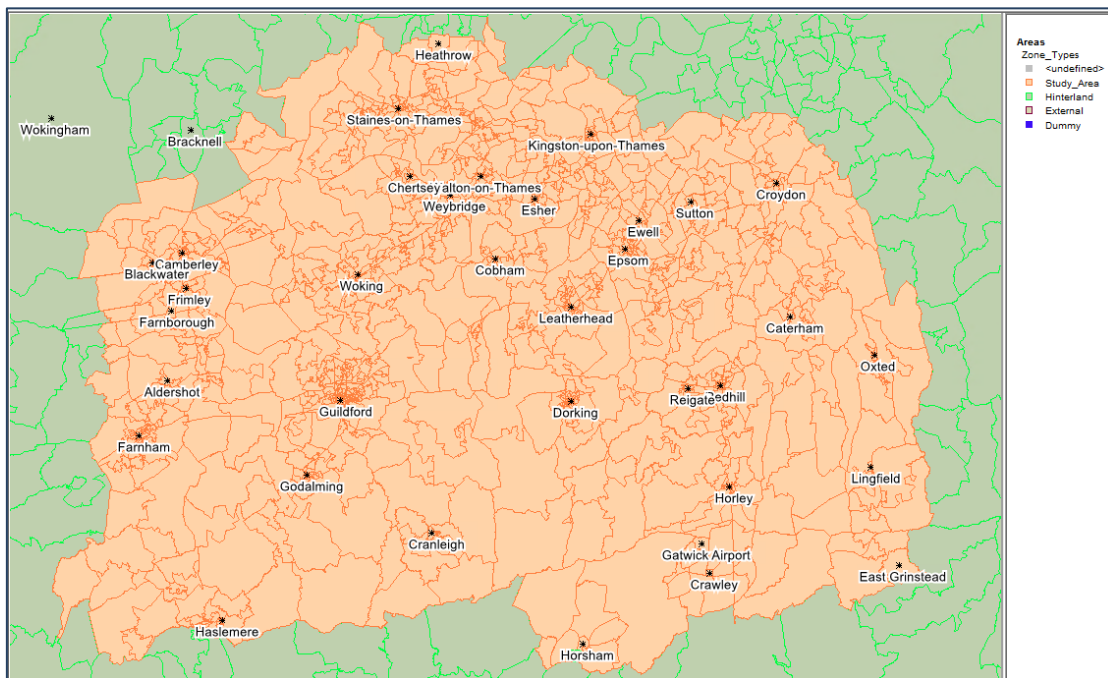 Heathrow
Staines-on-Thames
Wokingham
Bracknell
Kingston-upon-Thames
Chertsey
alton-on-Thames
Weybridge
Esher
Croydon
Sutton
Ewell
Epsom
Camberley
Blackwater
Cobham
Woking
Frimley
Farnborough
Leatherhead
Caterham
Oxted
Aldershot
Guildford
Dorking
Reigate
edhill
Farnham
Godalming
Lingfield
Horley
Cranleigh
Gatwick Airport
Crawley
East Grinstead
Haslemere
Horsham
Areas
Zone_Types
<undefined>
Study_Area
Hinterland
External
Dummy